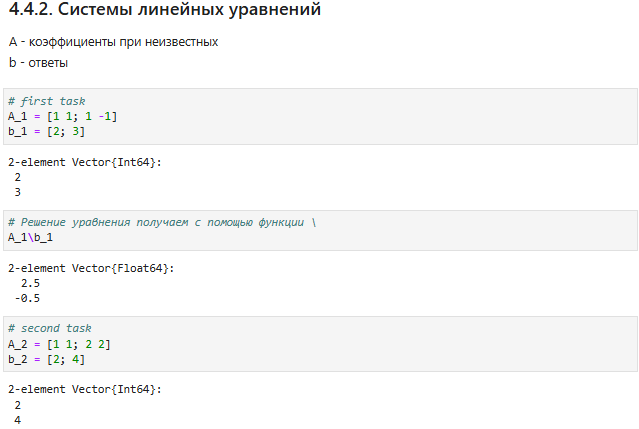 4.4.2. Системы линейных уравнений
A - коэффициенты при неизвестных
b - ответы
# first task
A_1 = [1 1; 1 -1]
b_1 = [2; 3]
2-element Vector{Int64}:
2
3
# Решение уравнения получаем с помощью функции \
A_1\b_1
2-element Vector{Float64}:
2.5
-0.5
# second task
A_2 = [1 1; 2 2]
b_2 = [2; 4]
2-element Vector{Int64}:
2
4